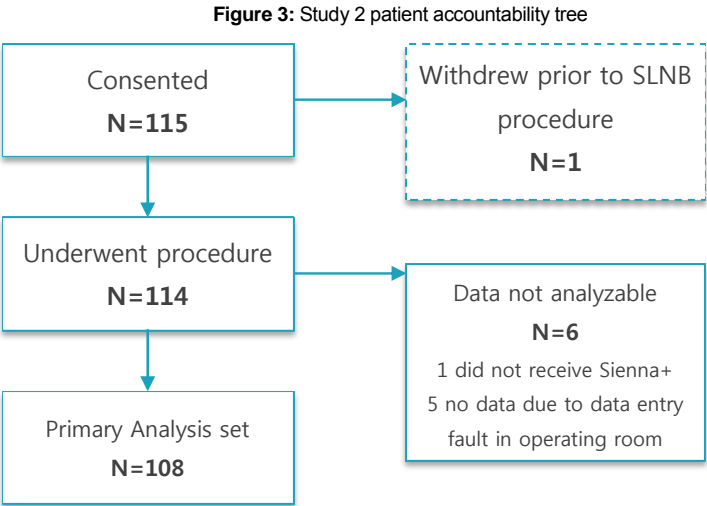 Figure 3: Study 2 patient accountability tree
Consented
N=115
Withdrew prior to SLNB
procedure
N=1
Underwent procedure
N=114
Data not analyzable
N=6
1 did not receive Sienna+
5 no data due to data entry
fault in operating room
Primary Analysis set
N=108